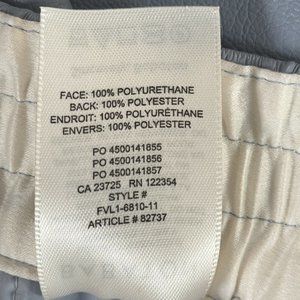 FACE: 100% POLYURETHANE
BACK: 100% POLYESTER
ENDROIT: 100% POLYURÉTHANE
ENVERS: 100% POLYESTER
PO 4500141855
PO 4500141856
PO 4500141857
CA 23725 RN 122354
STYLE #
FVL1-6810-11
ARTICLE # 82737